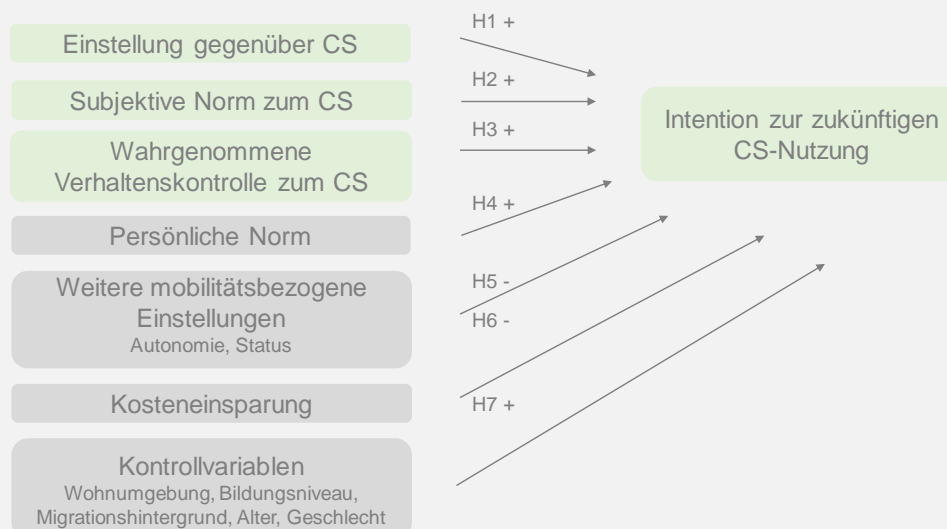 Einstellung gegenüber CS
Subjektive Norm zum CS
Wahrgenommene
Verhaltenskontrolle zum CS
Persönliche Norm
Weitere mobilitätsbezogene
Einstellungen
Autonomie, Status
Kosteneinsparung
Kontrollvariablen
Wohnumgebung, Bildungsniveau,
Migrationshintergrund, Alter, Geschlecht
H1 +
H2 +
H3 +
H4 +
H5 -
H6 -
H7 +
Intention zur zukünftigen
CS-Nutzung